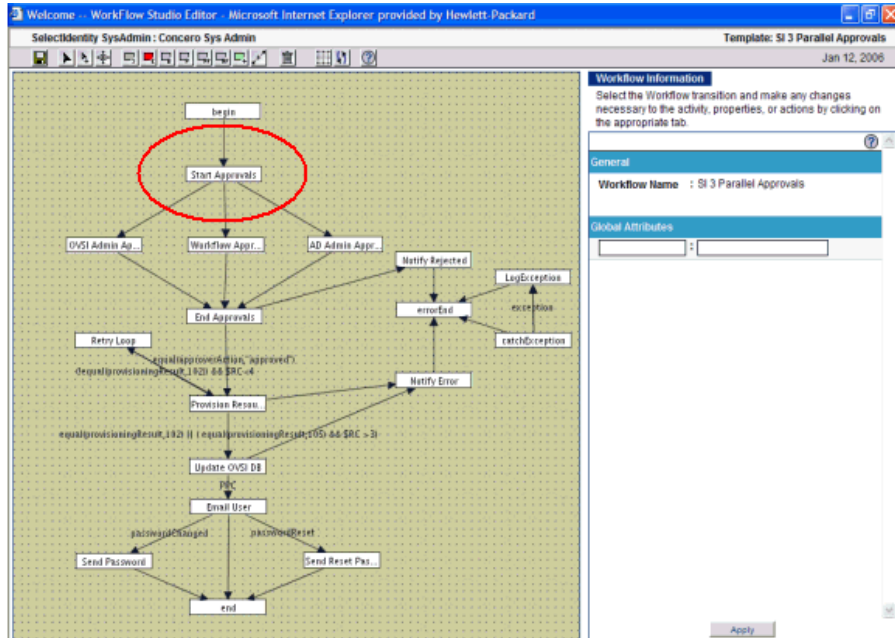 Welcome -- WorkFlow Studio Editor - Microsoft Internet Explorer provided by Hewlett-Packard
SelectIdentity SysAdmin : Concero Sys Admin
Template: SI 3 Parallel Approvals
Jan 12, 2006
Workflow Information
Select the Workflow transition and make any changes
necessary to the activity, properties, or actions by clicking on
the appropriate tab.
General
Workflow Name : SI 3 Parallel Approvals
Global Attributes
:
Apply
begin
Start Approvals
OVSI Admin Ap...
Workflow Appr...
AD Admin Appr...
Notify Rejected
LogException
End Approvals
errorEnd
exception
Retry Loop
catchException
equal(approverAction,"approved")
(!equal(provisioningResult,102)) && $RC <4
Notify Error
Provision Resou...
equal(provisioningResult,102) || ( equal(provisioningResult,105) && $RC > 3)
Update OVSI DB
Email User
passwordChanged
passwordReset
Send Password
Send Reset Pas...
end